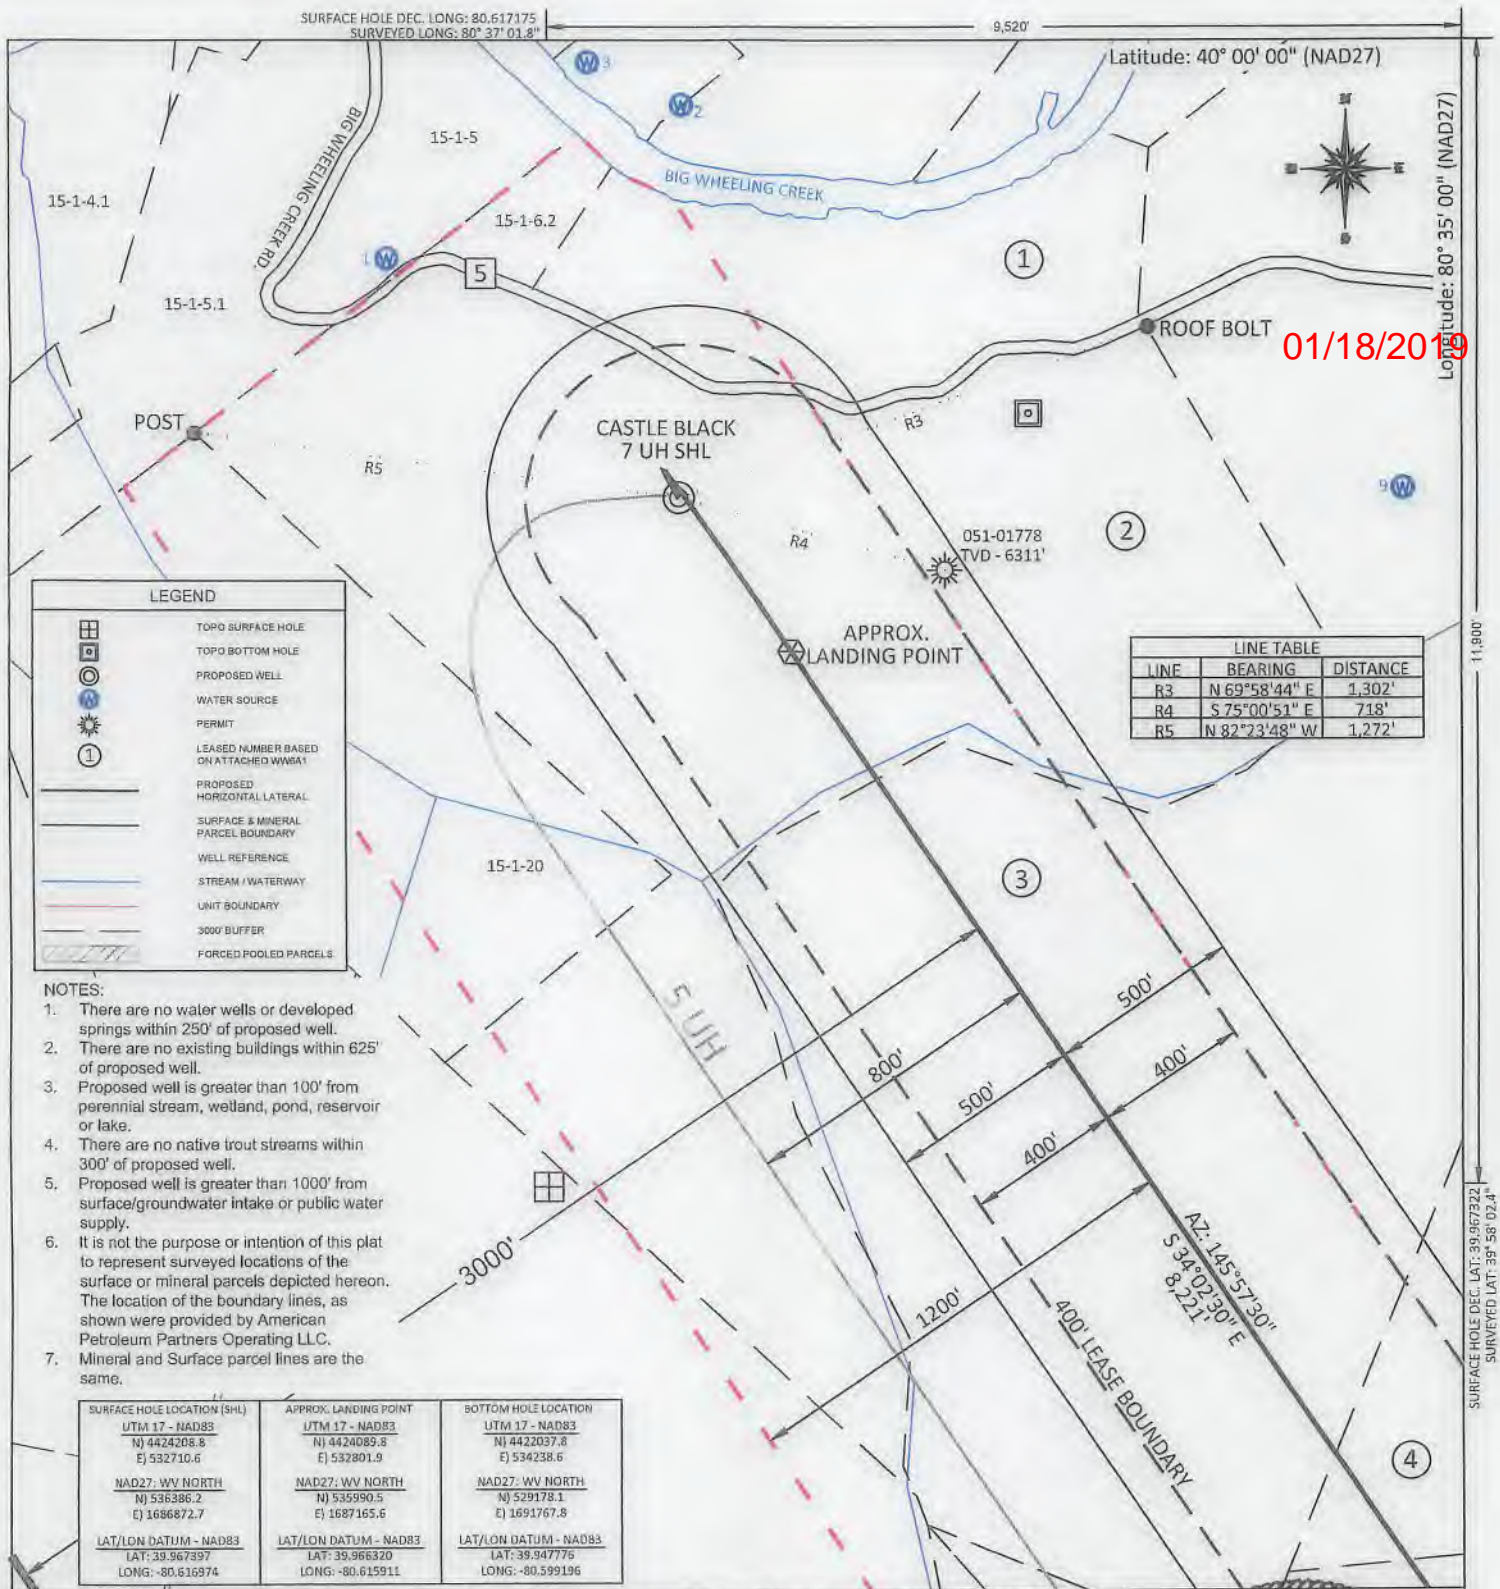 SURFACE HOLE DEC. LONG: 80.617175
SURVEYED LONG: 80° 37' 01.8"
9,520'
Latitude: 40° 00' 00" (NAD27)
Longitude: 80° 35' 00" (NAD27)
W 3
W 2
BIG WHEELING CREEK RD.
15-1-5
BIG WHEELING CREEK
15-1-4.1
15-1-6.2
1 W
5
1
15-1-5.1
ROOF BOLT
01/18/2019
POST
R3
CASTLE BLACK
7 UH SHL
R5
9 W
R4
051-01778
TVD - 6311'
2
11,900'
LEGEND
TOPO SURFACE HOLE
TOPO BOTTOM HOLE
PROPOSED WELL
W WATER SOURCE
PERMIT
1 LEASED NUMBER BASED
ON ATTACHED WW6A1
PROPOSED
HORIZONTAL LATERAL
SURFACE & MINERAL
PARCEL BOUNDARY
WELL REFERENCE
STREAM / WATERWAY
UNIT BOUNDARY
3000' BUFFER
FORCED POOLED PARCELS
APPROX.
LANDING POINT
LINE TABLE
LINE BEARING DISTANCE
R3 N 69°58'44" E 1,302'
R4 S 75°00'51" E 718'
R5 N 82°23'48" W 1,272'
15-1-20
3
5 UH
500'
800'
400'
500'
400'
3000'
1200'
AZ: 145°57'30"
S 34°02'30" E
8,221'
400' LEASE BOUNDARY
4
SURFACE HOLE DEC. LAT: 39.967322
SURVEYED LAT: 39° 58' 02.4"
NOTES:
1. There are no water wells or developed
springs within 250' of proposed well.
2. There are no existing buildings within 625'
of proposed well.
3. Proposed well is greater than 100' from
perennial stream, wetland, pond, reservoir
or lake.
4. There are no native trout streams within
300' of proposed well.
5. Proposed well is greater than 1000' from
surface/groundwater intake or public water
supply.
6. It is not the purpose or intention of this plat
to represent surveyed locations of the
surface or mineral parcels depicted hereon.
The location of the boundary lines, as
shown were provided by American
Petroleum Partners Operating LLC.
7. Mineral and Surface parcel lines are the
same.
SURFACE HOLE LOCATION (SHL)
UTM 17 - NAD83
N) 4424208.8
E) 532710.6
NAD27: WV NORTH
N) 536386.2
E) 1686872.7
LAT/LON DATUM - NAD83
LAT: 39.967397
LONG: -80.616974
APPROX. LANDING POINT
UTM 17 - NAD83
N) 4424089.8
E) 532801.9
NAD27: WV NORTH
N) 535990.5
E) 1687165.6
LAT/LON DATUM - NAD83
LAT: 39.966320
LONG: -80.615911
BOTTOM HOLE LOCATION
UTM 17 - NAD83
N) 4422037.8
E) 534238.6
NAD27: WV NORTH
N) 529178.1
E) 1691767.8
LAT/LON DATUM - NAD83
LAT: 39.947776
LONG: -80.599196